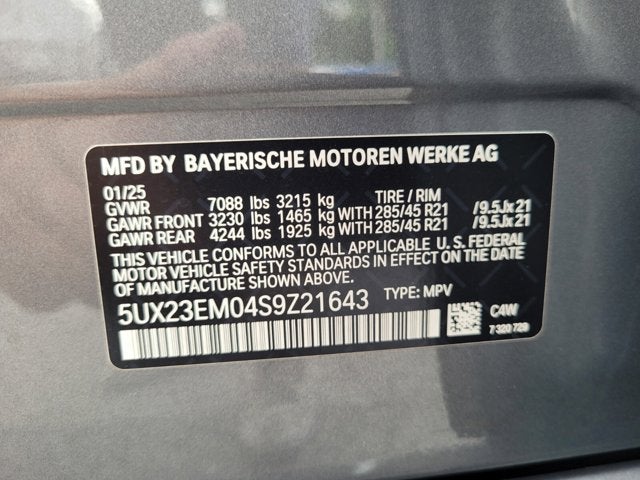 MFD BY BAYERISCHE MOTOREN WERKE AG
01/25
GVWR 7088 lbs 3215 kg TIRE / RIM
GAWR FRONT 3230 lbs 1465 kg WITH 285/45 R21 /9.5Jx21
GAWR REAR 4244 lbs 1925 kg WITH 285/45 R21 /9.5Jx21
THIS VEHICLE CONFORMS TO ALL APPLICABLE U.S. FEDERAL
MOTOR VEHICLE SAFETY STANDARDS IN EFFECT ON THE DATE
OF MANUFACTURE SHOWN ABOVE.
5UX23EM04S9Z21643 TYPE: MPV
C4W
7 320 729